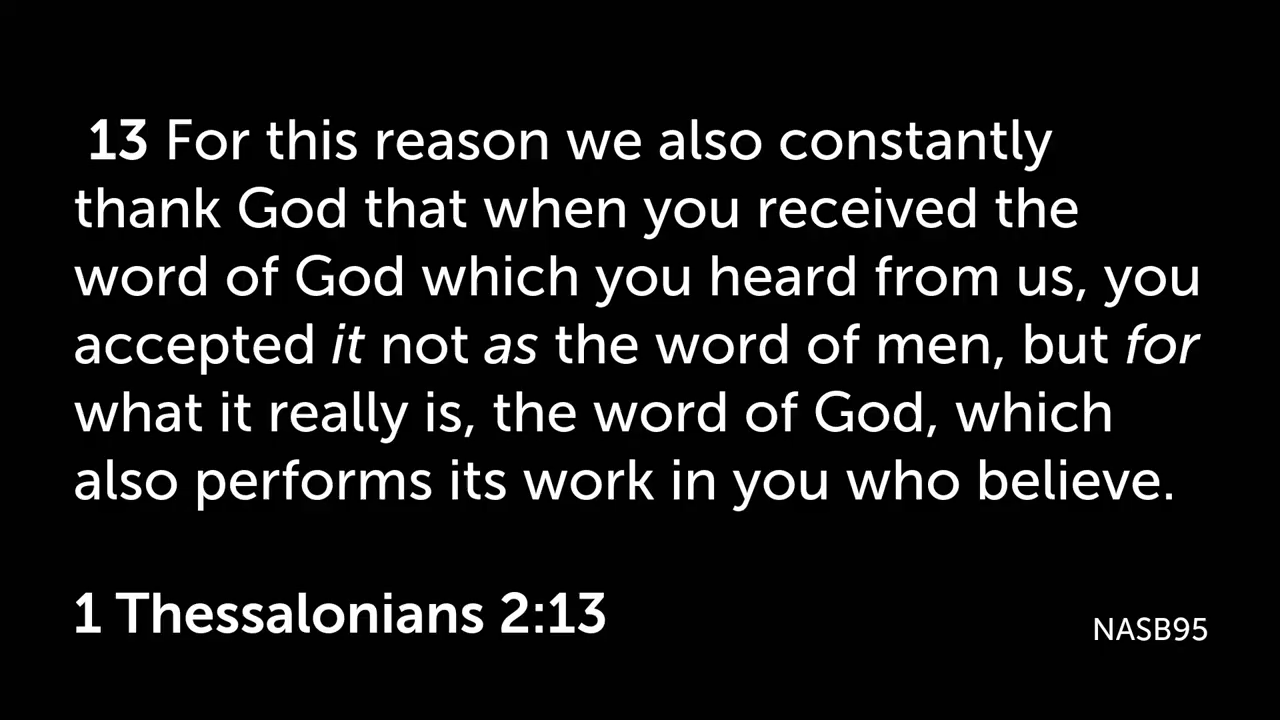 13 For this reason we also constantly
thank God that when you received the
word of God which you heard from us, you
accepted it not as the word of men, but for
what it really is, the word of God, which
also performs its work in you who believe.
1 Thessalonians 2:13
NASB95